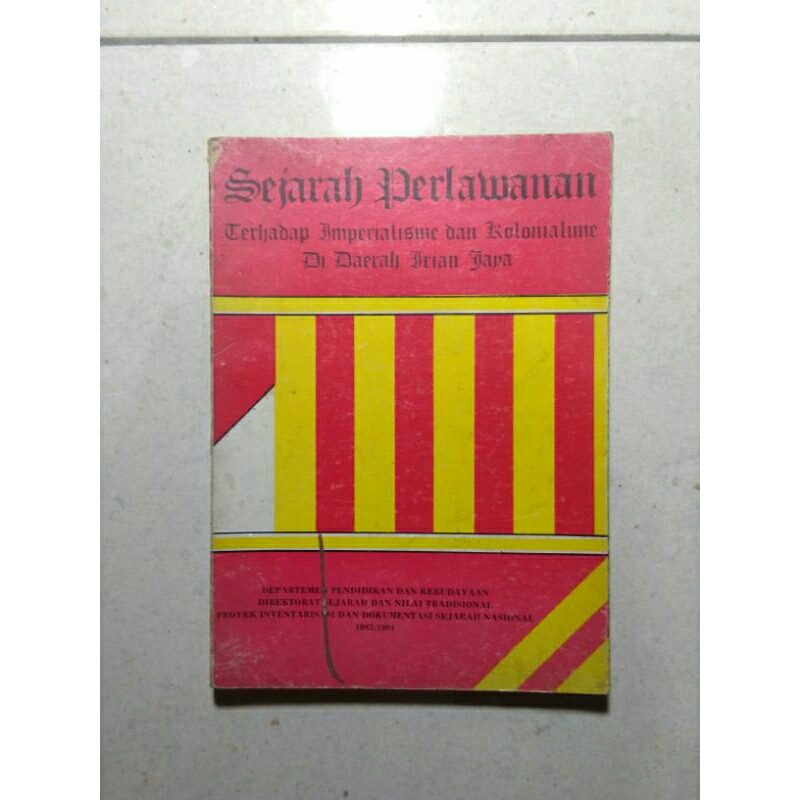 Sejarah Perlawanan
Terhadap Imperialisme dan Kolonialime
Di Daerah Irian Jaya
DEPARTEMEN PENDIDIKAN DAN KEBUDAYAAN
DIREKTORAT SEJARAH DAN NILAI TRADISIONAL
PROYEK INVENTARISASI DAN DOKUMENTASI SEJARAH NASIONAL
1983-1984